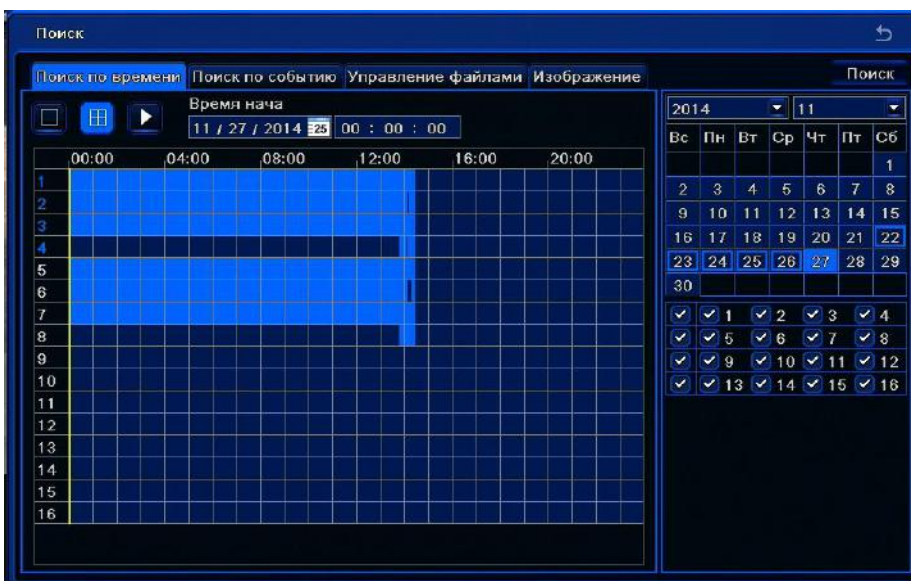 Поиск
Поиск по времени Поиск по событию Управление файлами Изображение
Поиск
Время нача
11 / 27 / 2014 25 00 : 00 : 00
00:00 04:00 08:00 12:00 16:00 20:00
1
2
3
4
5
6
7
8
9
10
11
12
13
14
15
16
2014 11
Вс Пн Вт Ср Чт Пт Сб
1
2 3 4 5 6 7 8
9 10 11 12 13 14 15
16 17 18 19 20 21 22
23 24 25 26 27 28 29
30
1 2 3 4
5 6 7 8
9 10 11 12
13 14 15 16